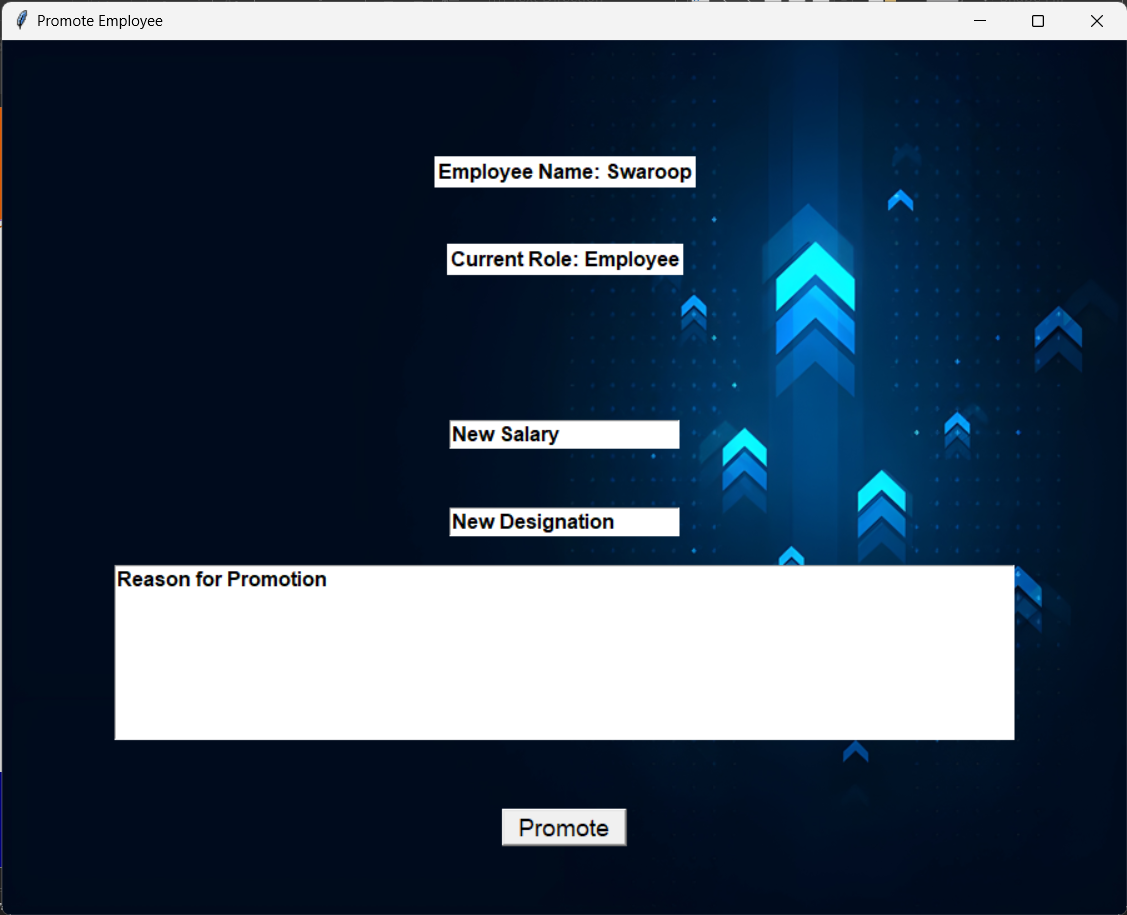 Promote Employee
Employee Name: Swaroop
Current Role: Employee
New Salary
New Designation
Reason for Promotion
Promote